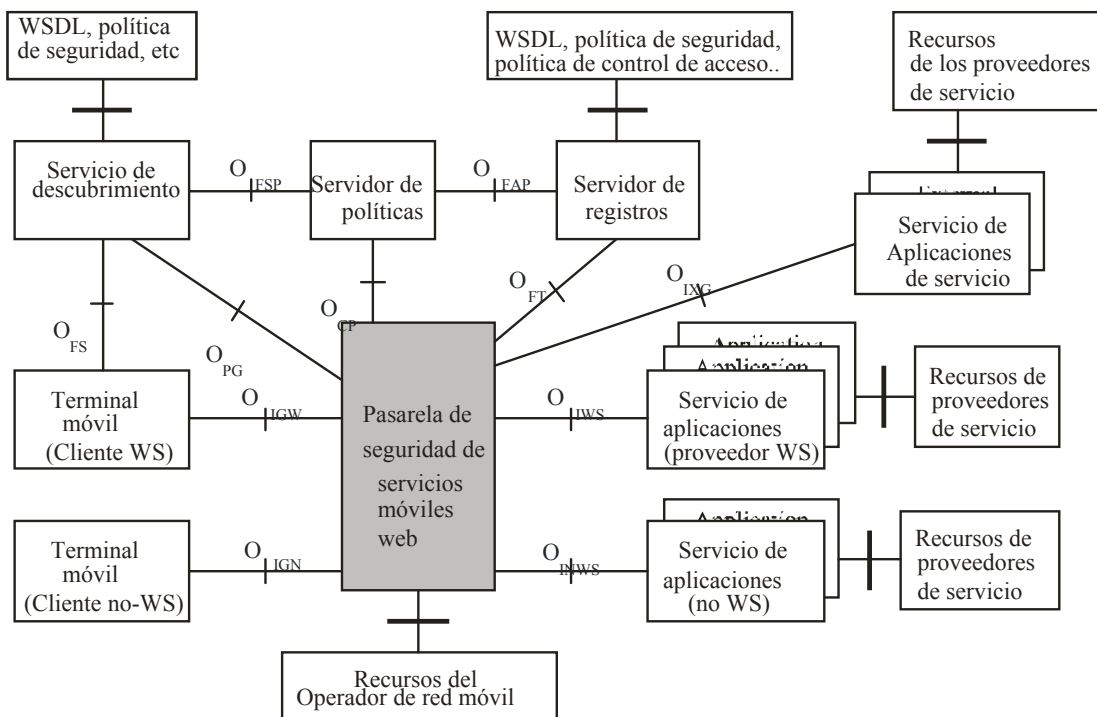 WSDL, política
de seguridad, etc
WSDL, política de seguridad,
política de control de acceso..
Recursos
de los proveedores
de servicio
Servicio de
descubrimiento
O FSP
Servidor de
políticas
O FAP
Servidor de
registros
Servicio de
Aplicaciones
de servicio
O FS
O PG
O CP
O FT
O IXG
Terminal
móvil
(Cliente WS)
O IGW
Pasarela de
seguridad de
servicios
móviles
web
O IWS
Application
Servicio de
aplicaciones
(proveedor WS)
Recursos de
proveedores
de servicio
Terminal
móvil
(Cliente no-WS)
O IGN
O INWS
Application
Servicio de
aplicaciones
(no WS)
Recursos de
proveedores
de servicio
Recursos del
Operador de red móvil